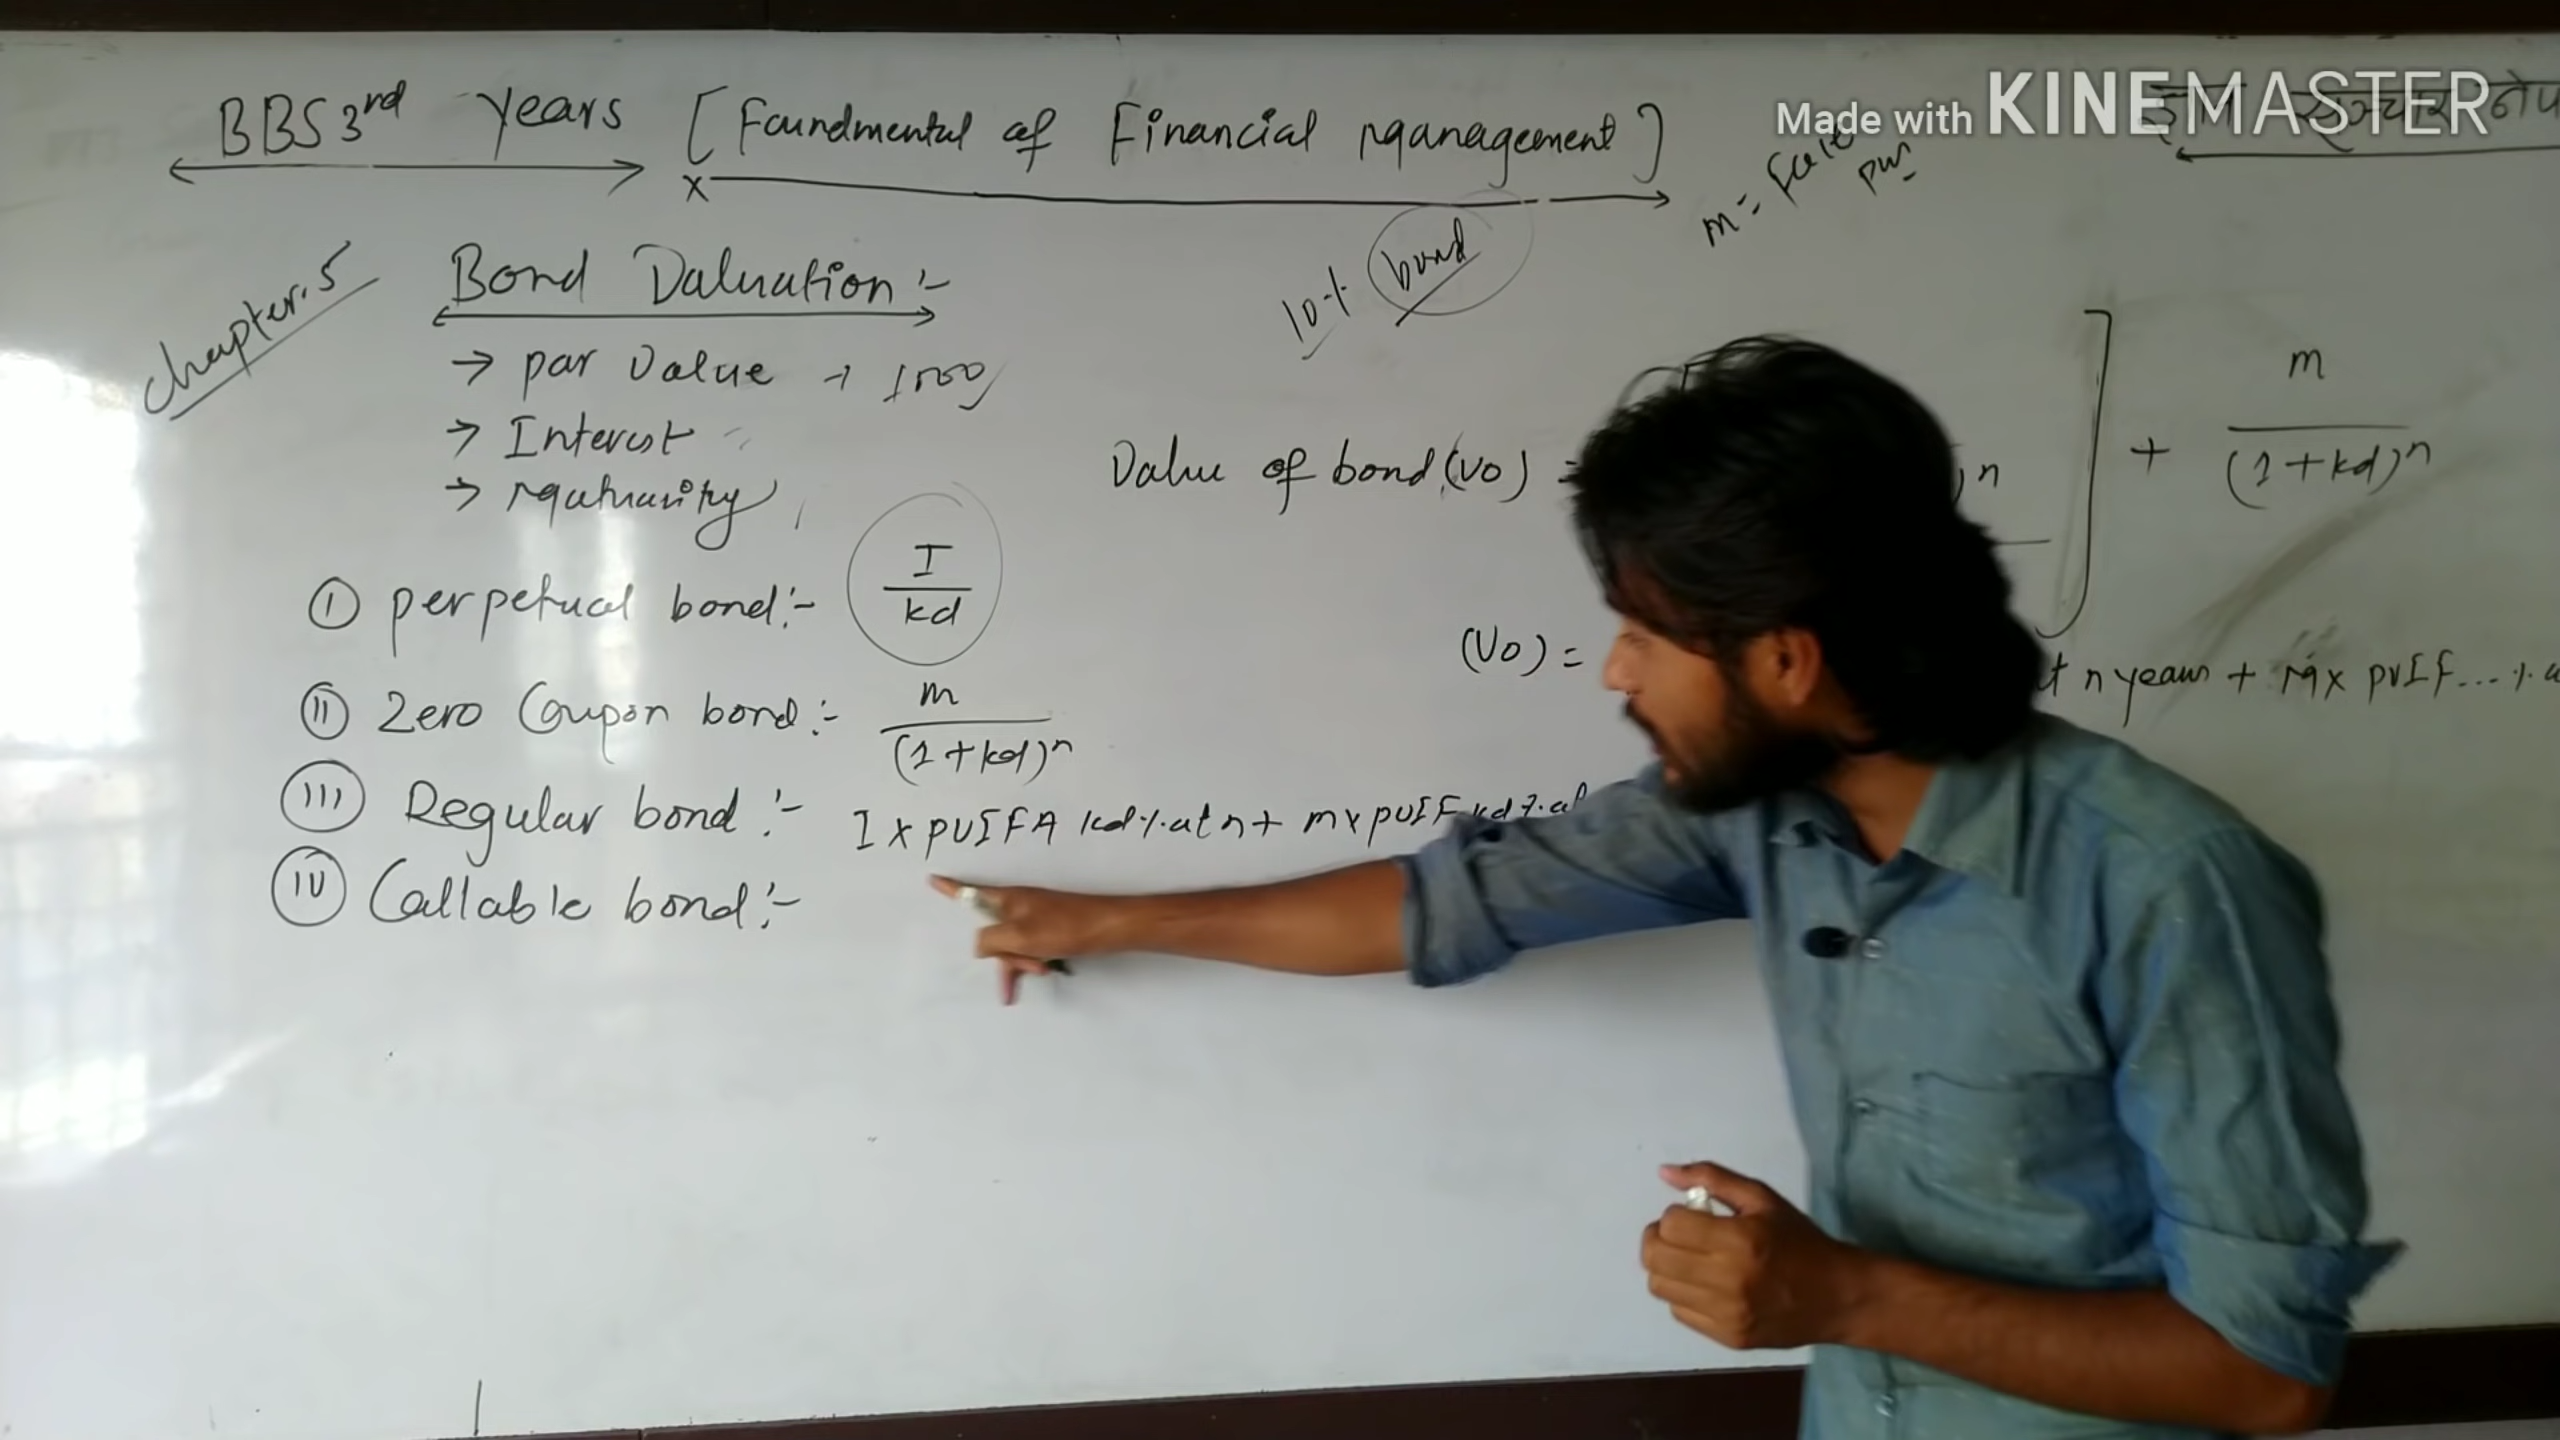 Made with KINEMASTER
BBS 3rd years [Foundmental of Financial management]
m = Face
par
Chapter.5
Bond Valuation :-
10% bond
→ par value → 1000
→ Interest
→ maturity
Value of bond (Vo) =
)n ] + m / (1+kd)^n
① perpetual bond :- I / kd
(Vo) =
at n years + M x PVIF...%
② Zero Coupon bond :- m / (1+kd)^n
③ Regular bond :- I x PVIFA kd% at n + m x PVIF kd% at
④ Callable bond :-